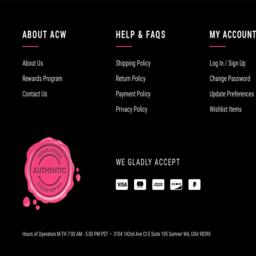 ABOUT ACW
About Us
Rewards Program
Contact Us
HELP & FAQS
Shipping Policy
Return Policy
Payment Policy
Privacy Policy
MY ACCOUNT
Log In / Sign Up
Change Password
Update Preferences
Wishlist Items
GUARANTEED
AUTHENTIC
GUARANTEED
WE GLADLY ACCEPT
VISA
Hours of Operation M-TH 7:00 AM - 5:00 PM PST • 3104 142nd Ave Ct E Suite 105 Sumner WA, USA 98390